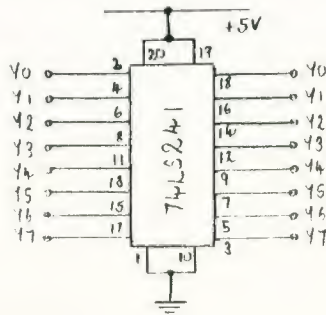 +5V
20 17
Y0 2 18 Y0
Y1 4 16 Y1
Y2 6 14 Y2
Y3 8 12 Y3
Y4 11 9 Y4
Y5 13 7 Y5
Y6 15 5 Y6
Y7 17 3 Y7
74LS241
1 10